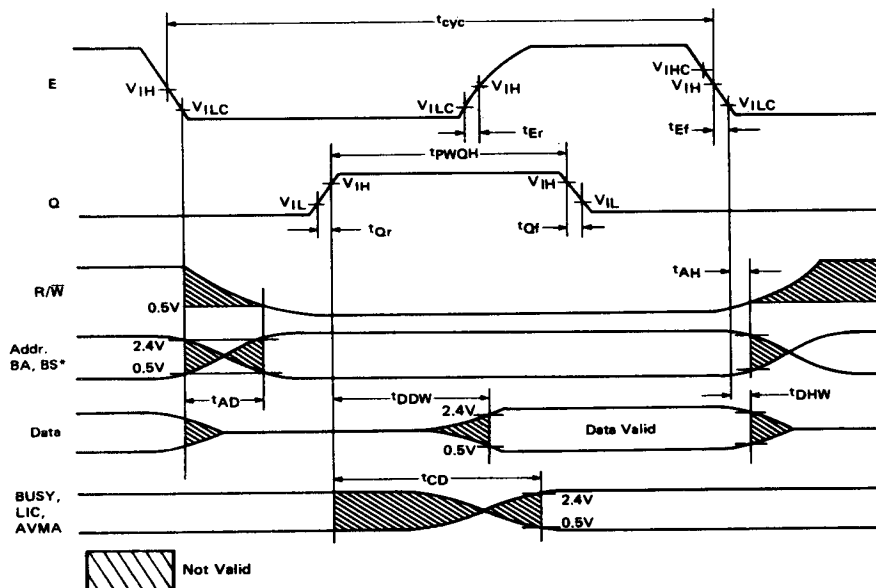 tcyc
E
VIHC
VIH
VIH
VIH
VILC
VILC
VILC
tEr
tEf
tPWQH
Q
VIH
VIH
VIL
VIL
tQr
tQf
tAH
R/W̅
0.5V
Addr.
BA, BS*
2.4V
0.5V
tAD
tDDW
tDHW
2.4V
Data
Data Valid
0.5V
tCD
BUSY,
LIC,
AVMA
2.4V
0.5V
Not Valid